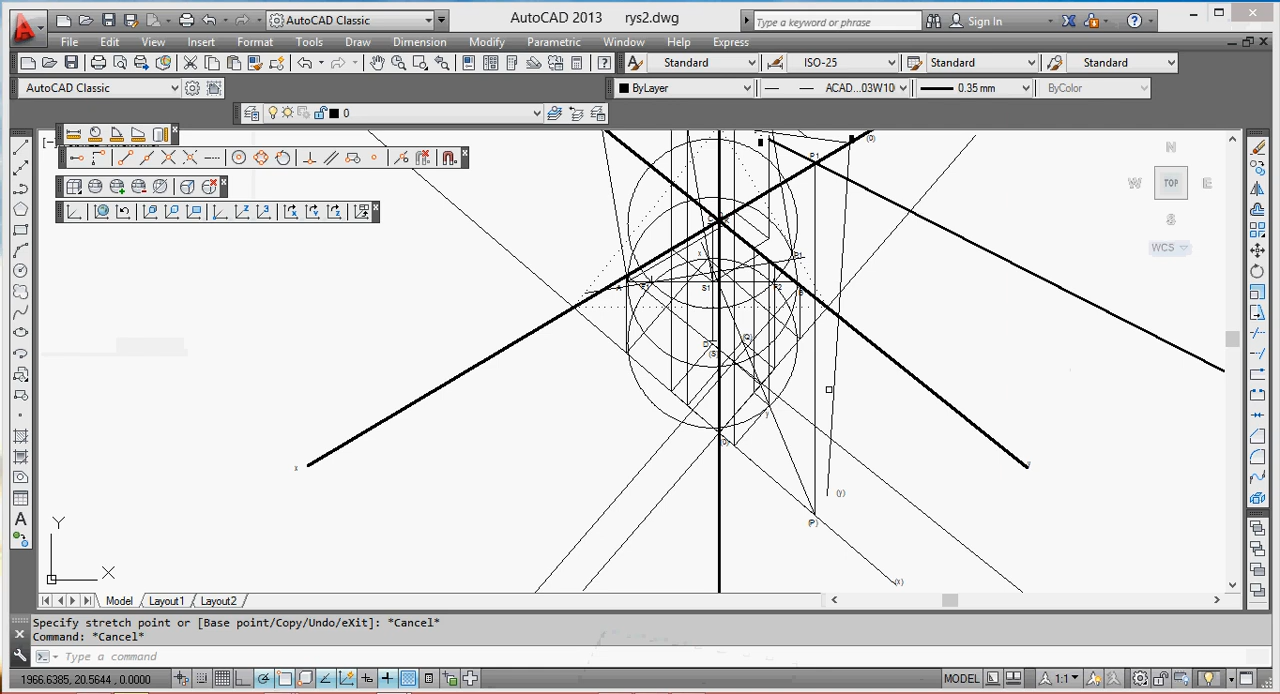 AutoCAD Classic
AutoCAD 2013 rys2.dwg
Type a keyword or phrase
Sign In
File Edit View Insert Format Tools Draw Dimension Modify Parametric Window Help Express
Standard ISO-25 Standard Standard
AutoCAD Classic
ByLayer ACAD...03W10 0.35 mm ByColor
0
N
W TOP E
S
WCS
(0)
P1
C
x
A S1 F2
D
(S) (Q)
x y
y
(y)
(P)
(x)
Y
X
Model Layout1 Layout2
Specify stretch point or [Base point/Copy/Undo/eXit]: *Cancel*
Command: *Cancel*
Type a command
1966.6385, 20.5644 , 0.0000
MODEL 1:1